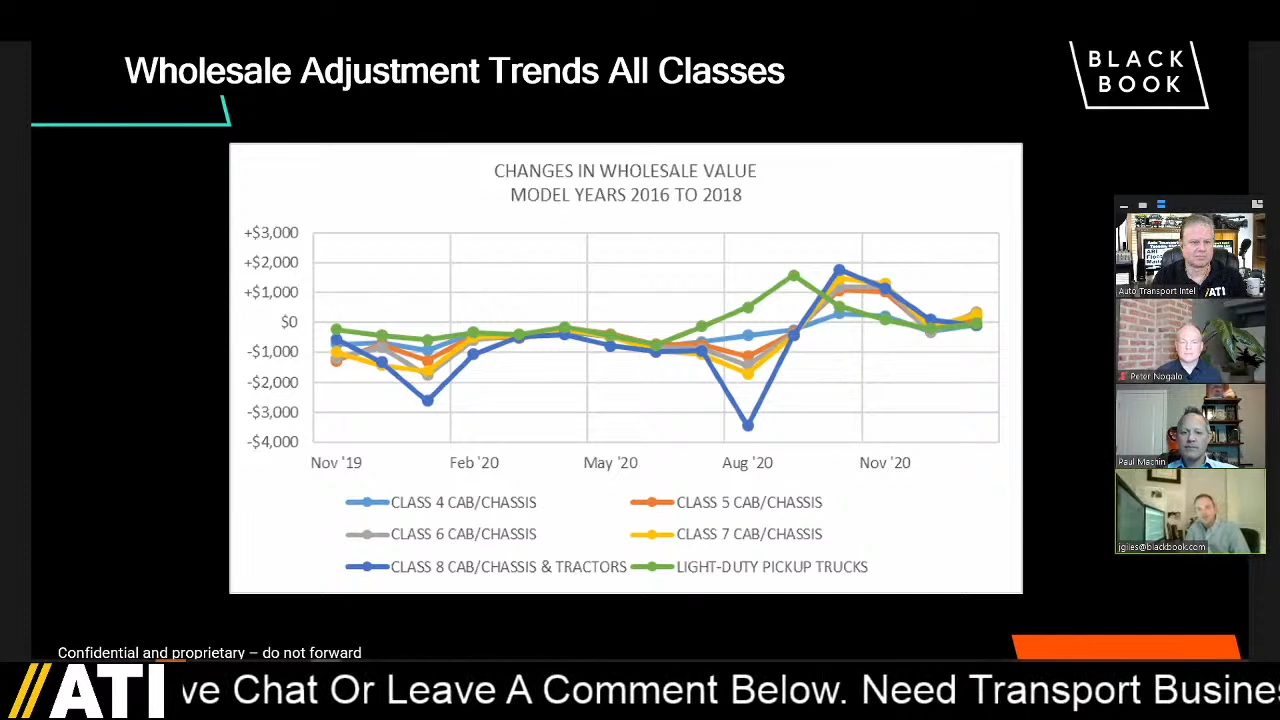 Wholesale Adjustment Trends All Classes
BLACK
BOOK
CHANGES IN WHOLESALE VALUE
MODEL YEARS 2016 TO 2018
+$3,000
+$2,000
+$1,000
$0
-$1,000
-$2,000
-$3,000
-$4,000
Nov '19 Feb '20 May '20 Aug '20 Nov '20
CLASS 4 CAB/CHASSIS CLASS 5 CAB/CHASSIS
CLASS 6 CAB/CHASSIS CLASS 7 CAB/CHASSIS
CLASS 8 CAB/CHASSIS & TRACTORS LIGHT-DUTY PICKUP TRUCKS
ATI
Auto Transport Intel
Peter Nogalo
Paul Machin
jgiles@blackbook.com
Confidential and proprietary – do not forward
//ATI ve Chat Or Leave A Comment Below. Need Transport Busines